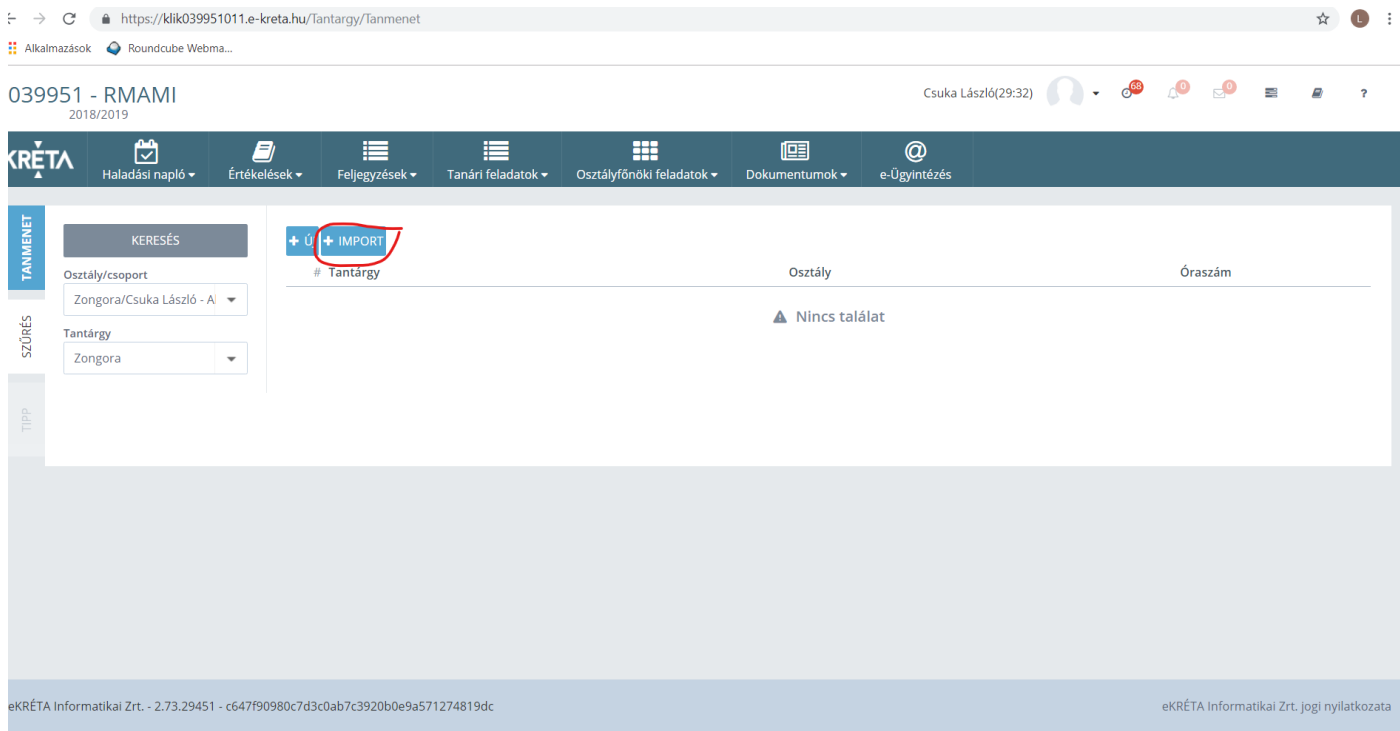 https://klik039951011.e-kreta.hu/Tantargy/Tanmenet
L
Alkalmazások Roundcube Webma...
039951 - RMAMI
2018/2019
Csuka László(29:32) 68 0 0 ?
KRÉTA Haladási napló Értékelések Feljegyzések Tanári feladatok Osztályfőnöki feladatok Dokumentumok e-Ügyintézés
TANMENET
SZŰRÉS
TIPP
KERESÉS
Osztály/csoport
Zongora/Csuka László - A
Tantárgy
Zongora
+ Ú + IMPORT
# Tantárgy Osztály Óraszám
Nincs találat
eKRÉTA Informatikai Zrt. - 2.73.29451 - c647f90980c7d3c0ab7c3920b0e9a571274819dc
eKRÉTA Informatikai Zrt. jogi nyilatkozata